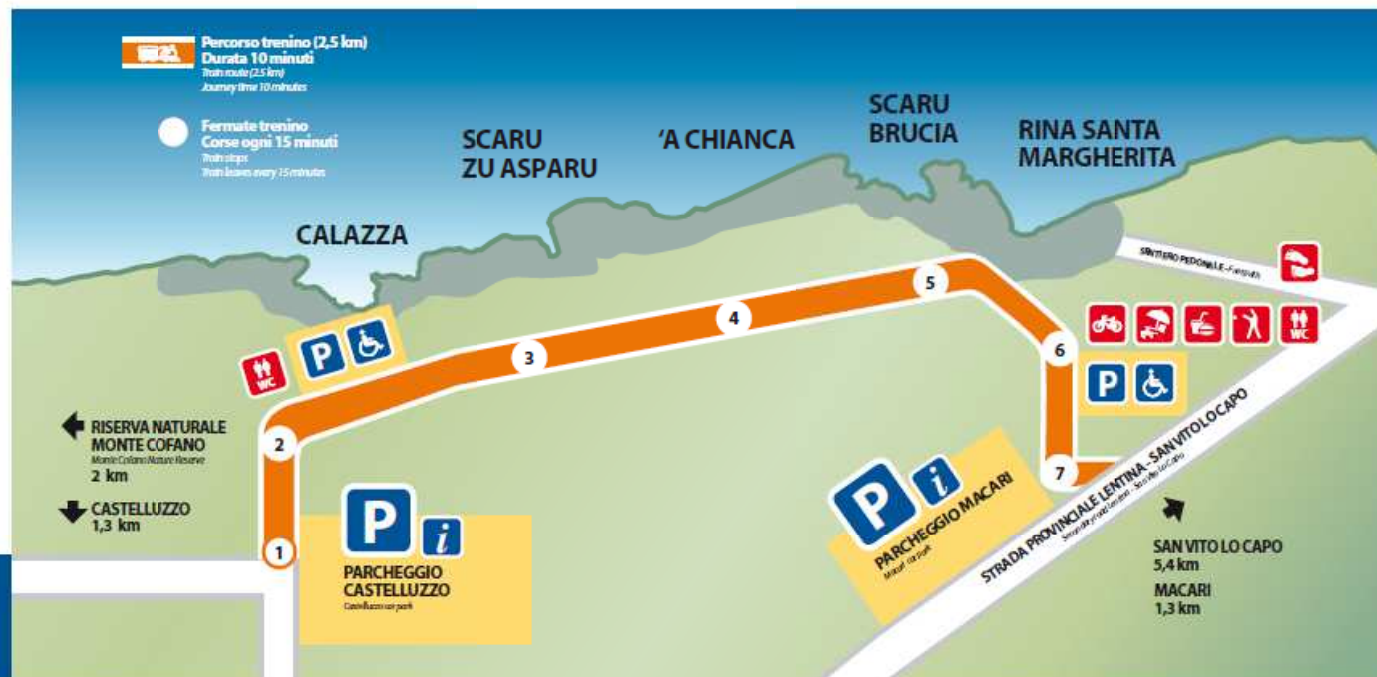 Percorso trenino (2,5 km)
Durata 10 minuti
Train route (2.5 km)
Journey time 10 minutes
Fermate trenino
Corse ogni 15 minuti
Train stops
Train leaves every 15 minutes
CALAZZA
SCARU
ZU ASPARU
'A CHIANCA
SCARU
BRUCIA
RINA SANTA
MARGHERITA
SENTIERO PEDONALE - Footpath
WC
P
WC
P
1
2
3
4
5
6
7
RISERVA NATURALE
MONTE COFANO
Monte Cofano Nature Reserve
2 km
CASTELLUZZO
1,3 km
P i
PARCHEGGIO
CASTELLUZZO
Castelluzzo car park
P i
PARCHEGGIO MACARI
Macari car park
STRADA PROVINCIALE LENTINA - SAN VITO LO CAPO
SAN VITO LO CAPO
5,4 km
MACARI
1,3 km